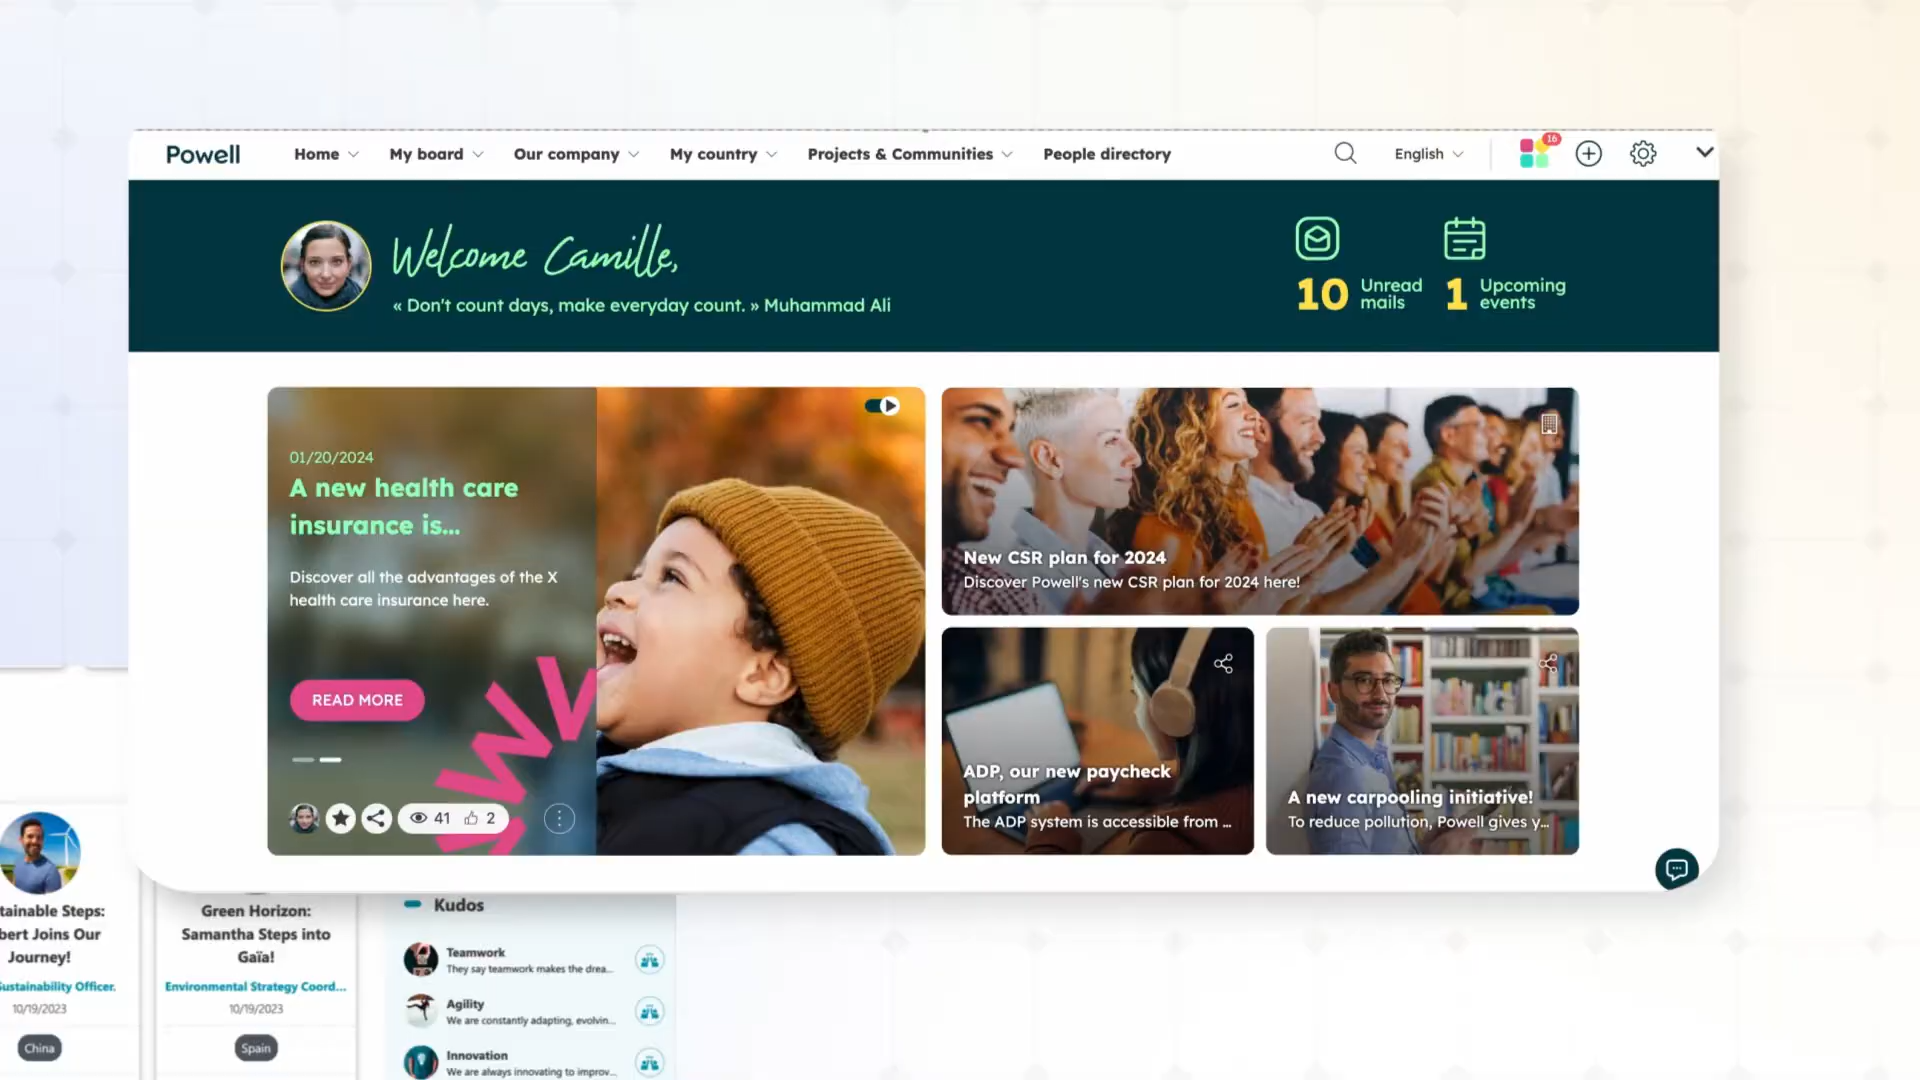 Powell
Home
My board
Our company
My country
Projects & Communities
People directory
English
16
Welcome Camille,
« Don't count days, make everyday count. » Muhammad Ali
10 Unread mails
1 Upcoming events
01/20/2024
A new health care
insurance is...
Discover all the advantages of the X
health care insurance here.
READ MORE
41
2
New CSR plan for 2024
Discover Powell's new CSR plan for 2024 here!
ADP, our new paycheck
platform
The ADP system is accessible from ...
A new carpooling initiative!
To reduce pollution, Powell gives y...
tainable Steps:
bert Joins Our
Journey!
Sustainability Officer.
10/19/2023
China
Green Horizon:
Samantha Steps into
Gaïa!
Environmental Strategy Coord...
10/19/2023
Spain
Kudos
Teamwork
They say teamwork makes the drea...
Agility
We are constantly adapting, evolvin...
Innovation
We are always innovating to improv...